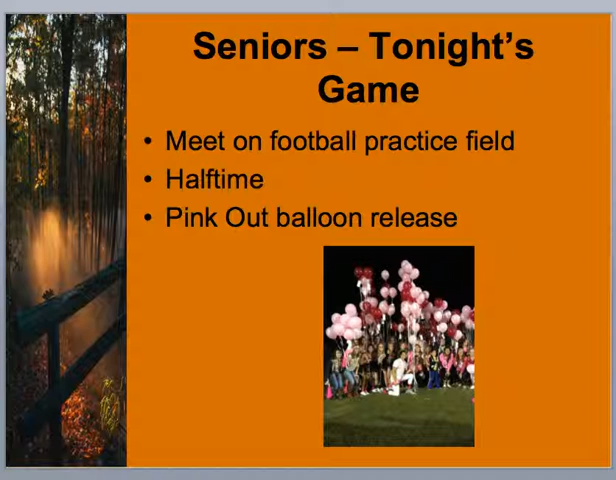 Seniors – Tonight's
Game
• Meet on football practice field
• Halftime
• Pink Out balloon release